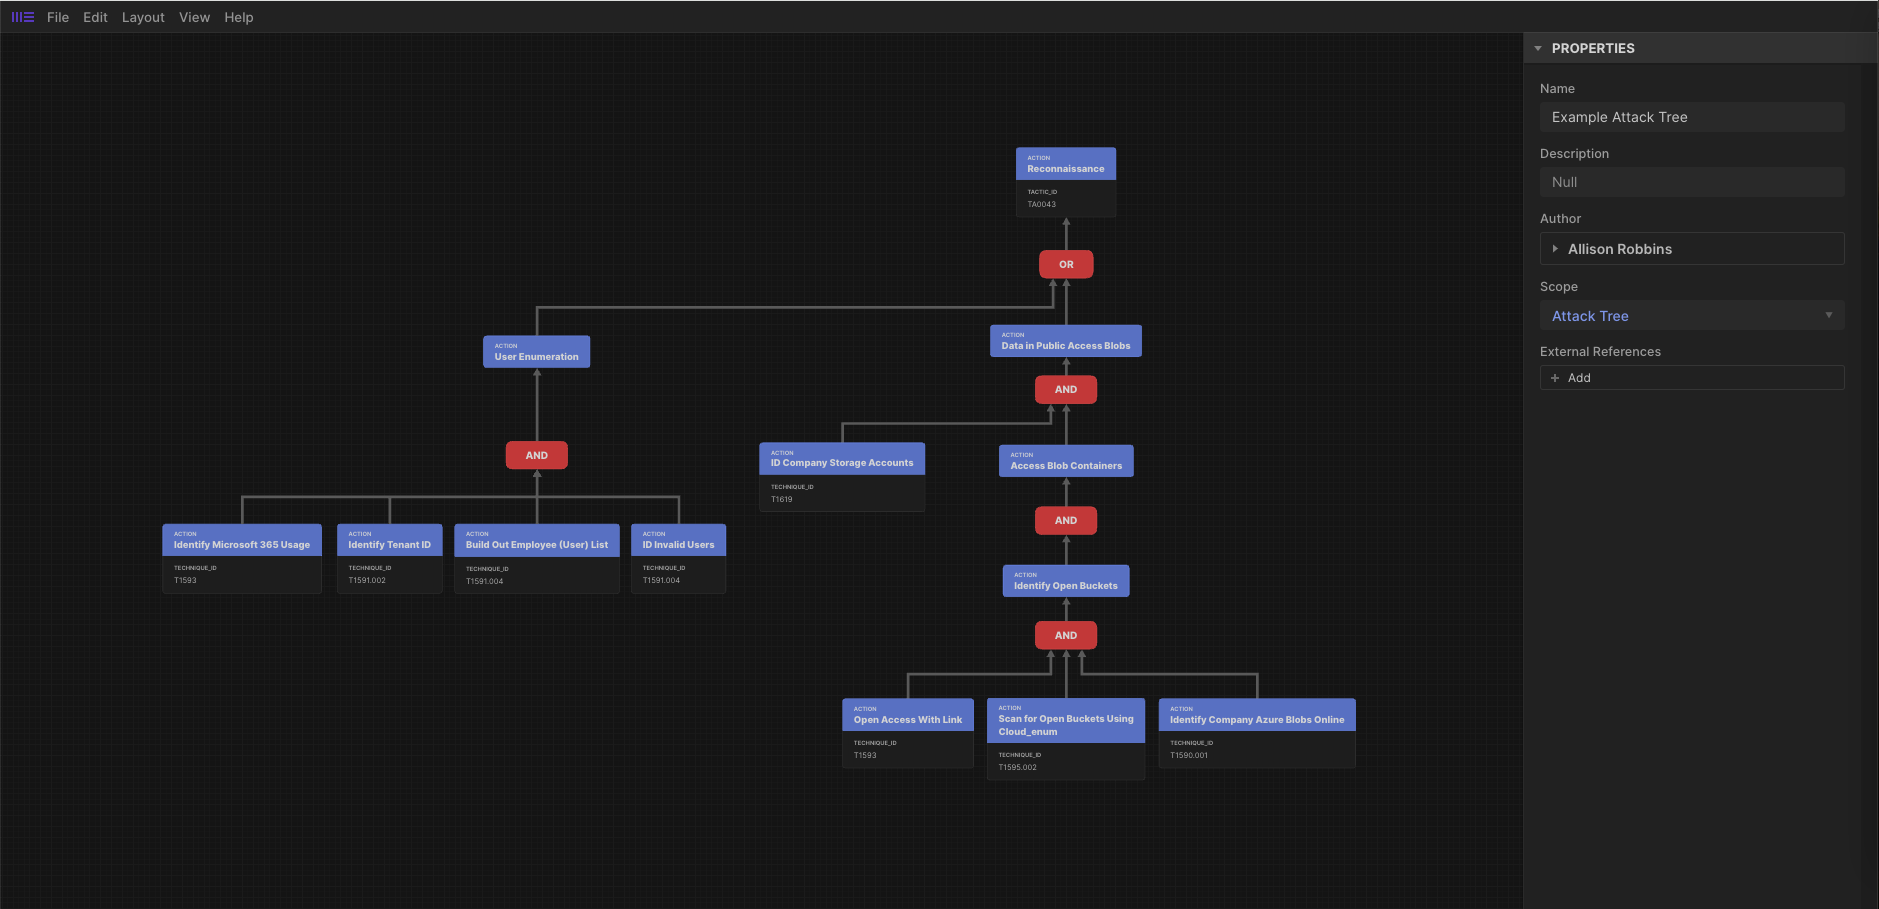 File Edit Layout View Help
PROPERTIES
Name
Example Attack Tree
Description
Null
Author
Allison Robbins
Scope
Attack Tree
External References
+ Add
ACTION
Reconnaissance
TACTIC_ID
TA0043
OR
ACTION
User Enumeration
ACTION
Data in Public Access Blobs
AND
AND
ACTION
ID Company Storage Accounts
TECHNIQUE_ID
T1619
ACTION
Access Blob Containers
AND
ACTION
Identify Microsoft 365 Usage
TECHNIQUE_ID
T1593
ACTION
Identify Tenant ID
TECHNIQUE_ID
T1591.002
ACTION
Build Out Employee (User) List
TECHNIQUE_ID
T1591.004
ACTION
ID Invalid Users
TECHNIQUE_ID
T1591.004
ACTION
Identify Open Buckets
AND
ACTION
Open Access With Link
TECHNIQUE_ID
T1593
ACTION
Scan for Open Buckets Using
Cloud_enum
TECHNIQUE_ID
T1595.002
ACTION
Identify Company Azure Blobs Online
TECHNIQUE_ID
T1590.001